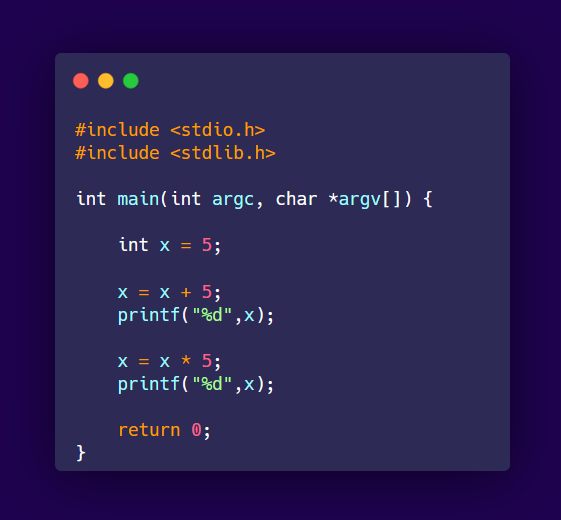 #include <stdio.h>
#include <stdlib.h>
int main(int argc, char *argv[]) {
int x = 5;
x = x + 5;
printf("%d",x);
x = x * 5;
printf("%d",x);
return 0;
}